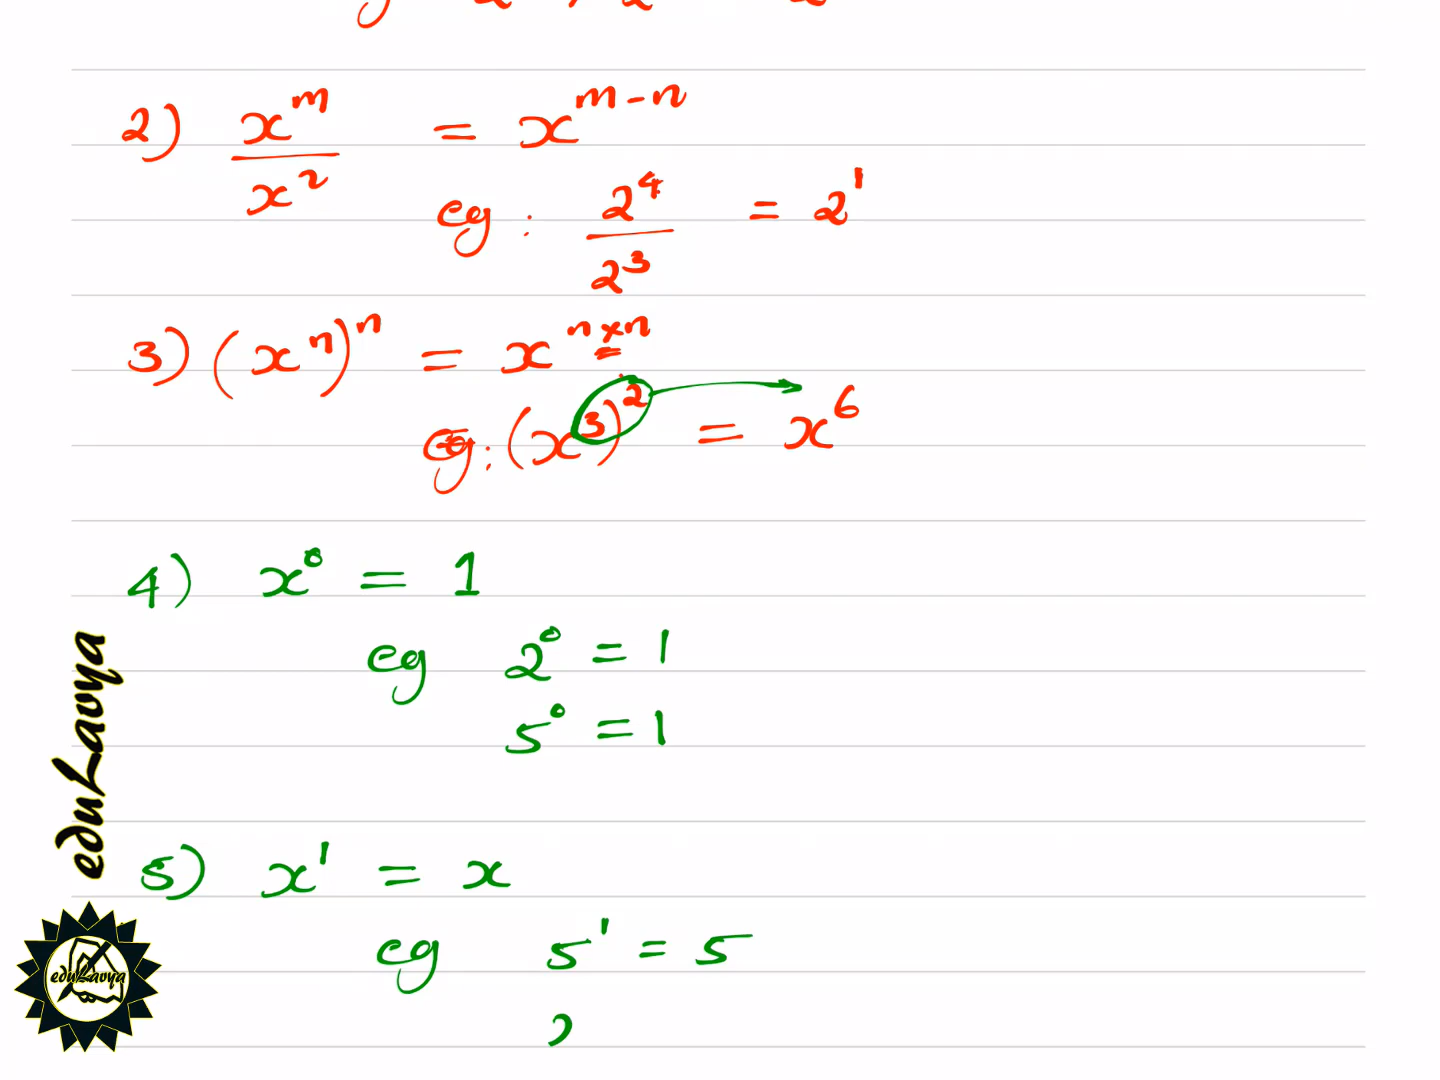 2) x^m / x^2 = x^(m-n)
eg : 2^4 / 2^3 = 2^1
3) (x^n)^n = x^(n×n)
eg: (x^3)^2 = x^6
4) x^0 = 1
eg 2^0 = 1
5^0 = 1
5) x^1 = x
eg 5^1 = 5
eduLavya
eduLavya